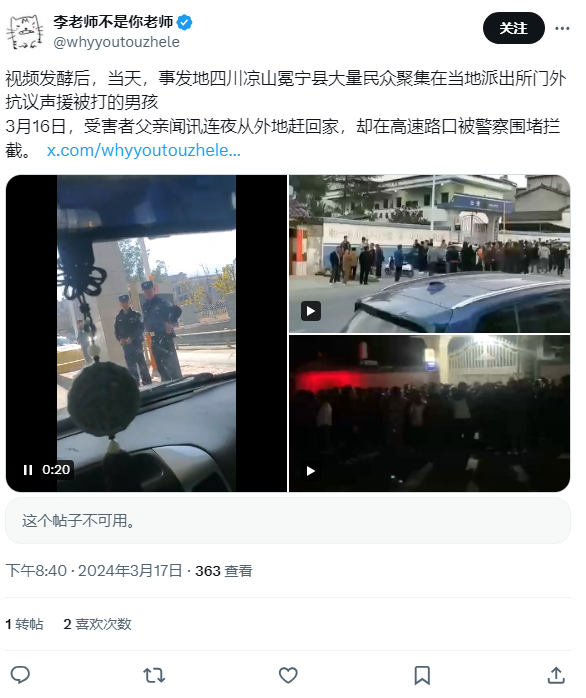 李老师不是你老师
关注
@whyyoutouzhele
视频发酵后，当天，事发地四川凉山冕宁县大量民众聚集在当地派出所门外
抗议声援被打的男孩
3月16日，受害者父亲闻讯连夜从外地赶回家，却在高速路口被警察围堵拦
截。 x.com/whyyoutouzhele...
0:20
这个帖子不可用。
下午8:40 · 2024年3月17日 · 363 查看
1 转帖 2 喜欢次数